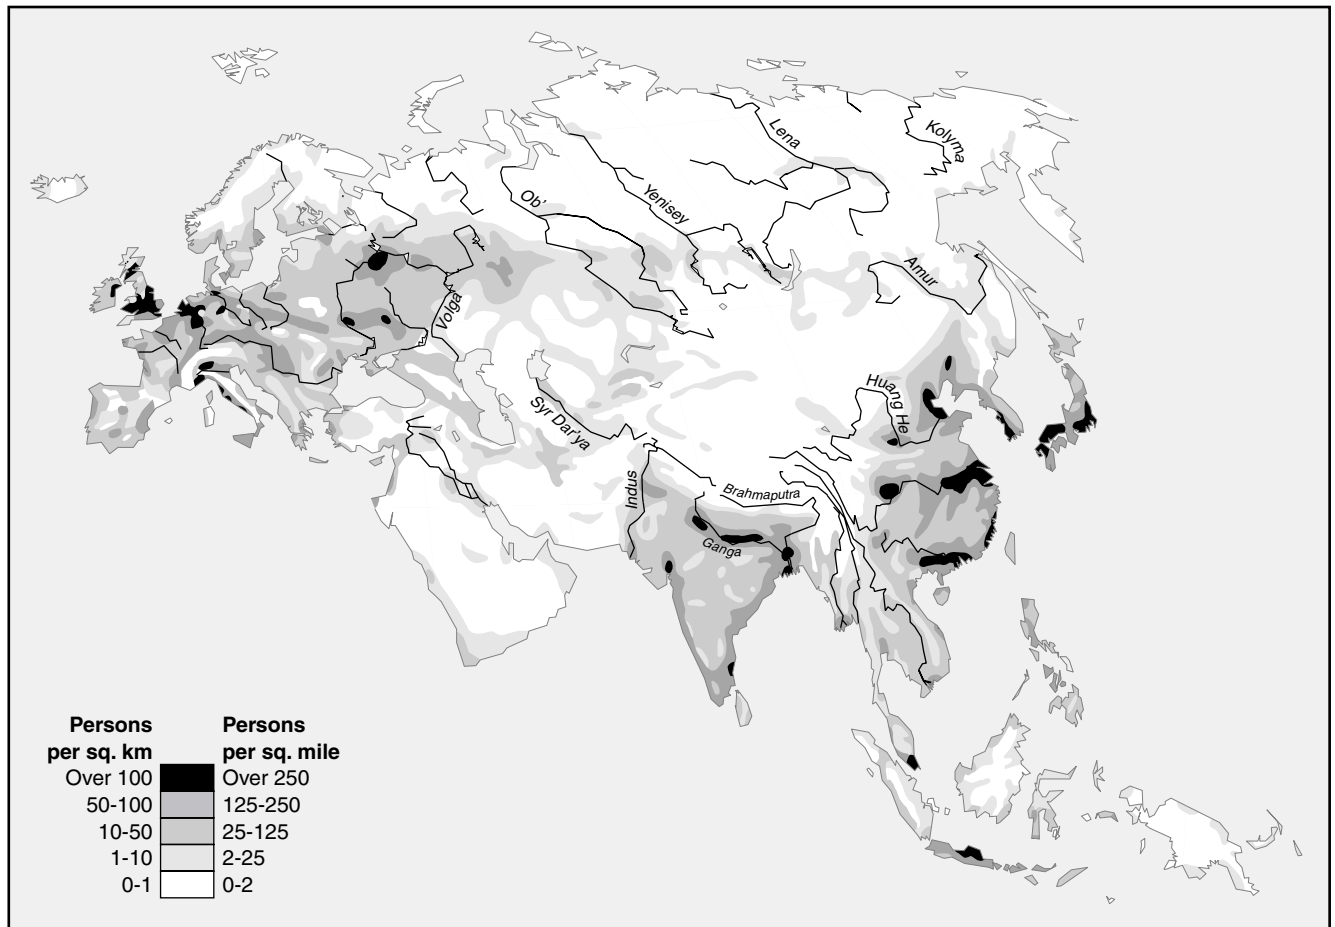 Kolyma
Lena
Yenisey
Ob'
Amur
Volga
Huang He
Syr Dar'ya
Indus
Brahmaputra
Ganga
Persons Persons
per sq. km per sq. mile
Over 100 Over 250
50-100 125-250
10-50 25-125
1-10 2-25
0-1 0-2